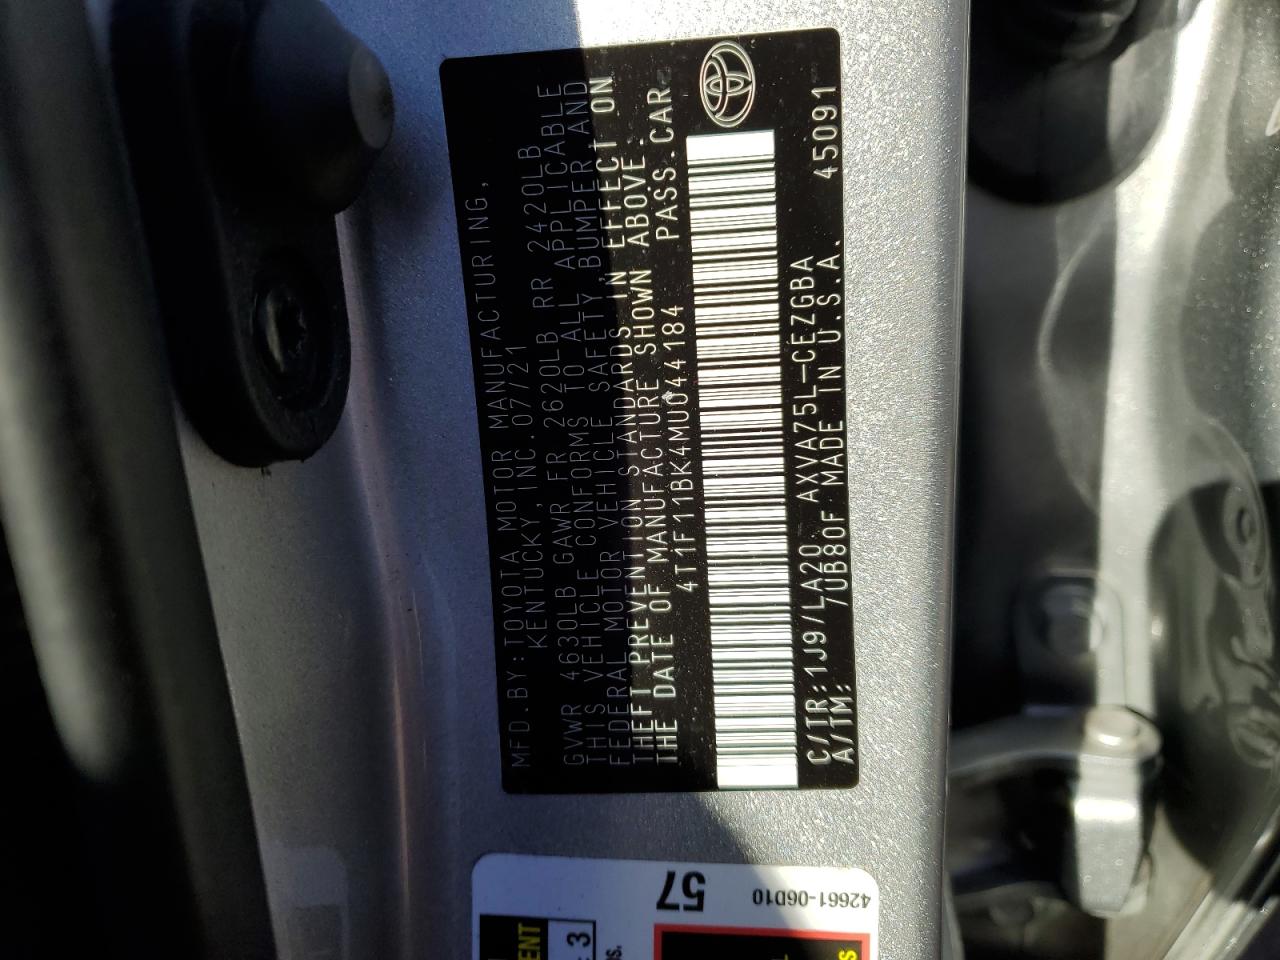 MFD.BY:TOYOTA MOTOR MANUFACTURING,
KENTUCKY,INC.07/21
GVWR 4630LB GAWR FR 2620LB RR 2420LB
THIS VEHICLE CONFORMS TO ALL APPLICABLE
FEDERAL MOTOR VEHICLE SAFETY,BUMPER,AND
THEFT PREVENTION STANDARDS IN EFFECT ON
THE DATE OF MANUFACTURE SHOWN ABOVE.
4T1F11BK4MU044184 PASS.CAR
C/TR:1J9/LA20 AXVA75L-CEZGBA
A/TM: /UB80F MADE IN U.S.A. 45091
57
42661-06D10
ENT
3